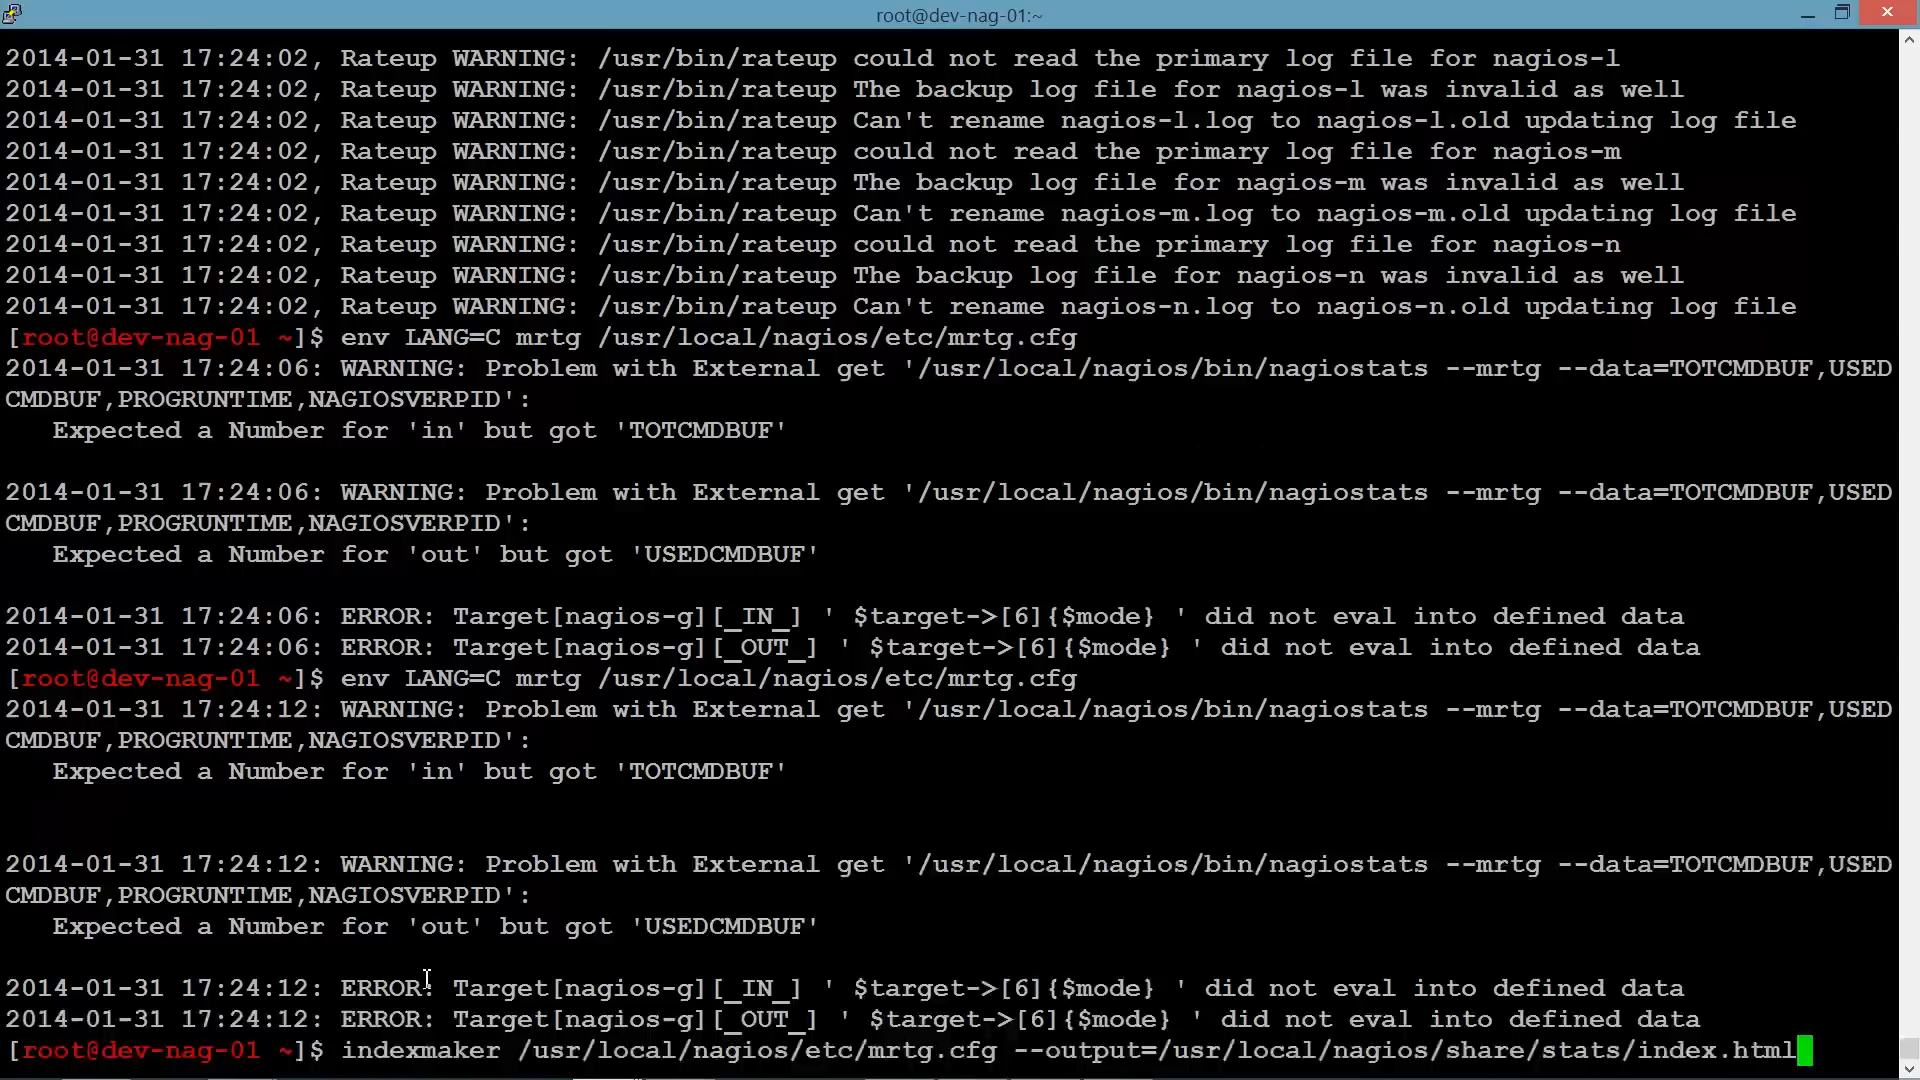 root@dev-nag-01:~
2014-01-31 17:24:02, Rateup WARNING: /usr/bin/rateup could not read the primary log file for nagios-l
2014-01-31 17:24:02, Rateup WARNING: /usr/bin/rateup The backup log file for nagios-l was invalid as well
2014-01-31 17:24:02, Rateup WARNING: /usr/bin/rateup Can't rename nagios-l.log to nagios-l.old updating log file
2014-01-31 17:24:02, Rateup WARNING: /usr/bin/rateup could not read the primary log file for nagios-m
2014-01-31 17:24:02, Rateup WARNING: /usr/bin/rateup The backup log file for nagios-m was invalid as well
2014-01-31 17:24:02, Rateup WARNING: /usr/bin/rateup Can't rename nagios-m.log to nagios-m.old updating log file
2014-01-31 17:24:02, Rateup WARNING: /usr/bin/rateup could not read the primary log file for nagios-n
2014-01-31 17:24:02, Rateup WARNING: /usr/bin/rateup The backup log file for nagios-n was invalid as well
2014-01-31 17:24:02, Rateup WARNING: /usr/bin/rateup Can't rename nagios-n.log to nagios-n.old updating log file
[root@dev-nag-01 ~]$ env LANG=C mrtg /usr/local/nagios/etc/mrtg.cfg
2014-01-31 17:24:06: WARNING: Problem with External get '/usr/local/nagios/bin/nagiostats --mrtg --data=TOTCMDBUF,USED
CMDBUF,PROGRUNTIME,NAGIOSVERPID':
Expected a Number for 'in' but got 'TOTCMDBUF'
2014-01-31 17:24:06: WARNING: Problem with External get '/usr/local/nagios/bin/nagiostats --mrtg --data=TOTCMDBUF,USED
CMDBUF,PROGRUNTIME,NAGIOSVERPID':
Expected a Number for 'out' but got 'USEDCMDBUF'
2014-01-31 17:24:06: ERROR: Target[nagios-g][_IN_] ' $target->[6]{$mode} ' did not eval into defined data
2014-01-31 17:24:06: ERROR: Target[nagios-g][_OUT_] ' $target->[6]{$mode} ' did not eval into defined data
[root@dev-nag-01 ~]$ env LANG=C mrtg /usr/local/nagios/etc/mrtg.cfg
2014-01-31 17:24:12: WARNING: Problem with External get '/usr/local/nagios/bin/nagiostats --mrtg --data=TOTCMDBUF,USED
CMDBUF,PROGRUNTIME,NAGIOSVERPID':
Expected a Number for 'in' but got 'TOTCMDBUF'
2014-01-31 17:24:12: WARNING: Problem with External get '/usr/local/nagios/bin/nagiostats --mrtg --data=TOTCMDBUF,USED
CMDBUF,PROGRUNTIME,NAGIOSVERPID':
Expected a Number for 'out' but got 'USEDCMDBUF'
2014-01-31 17:24:12: ERROR: Target[nagios-g][_IN_] ' $target->[6]{$mode} ' did not eval into defined data
2014-01-31 17:24:12: ERROR: Target[nagios-g][_OUT_] ' $target->[6]{$mode} ' did not eval into defined data
[root@dev-nag-01 ~]$ indexmaker /usr/local/nagios/etc/mrtg.cfg --output=/usr/local/nagios/share/stats/index.html